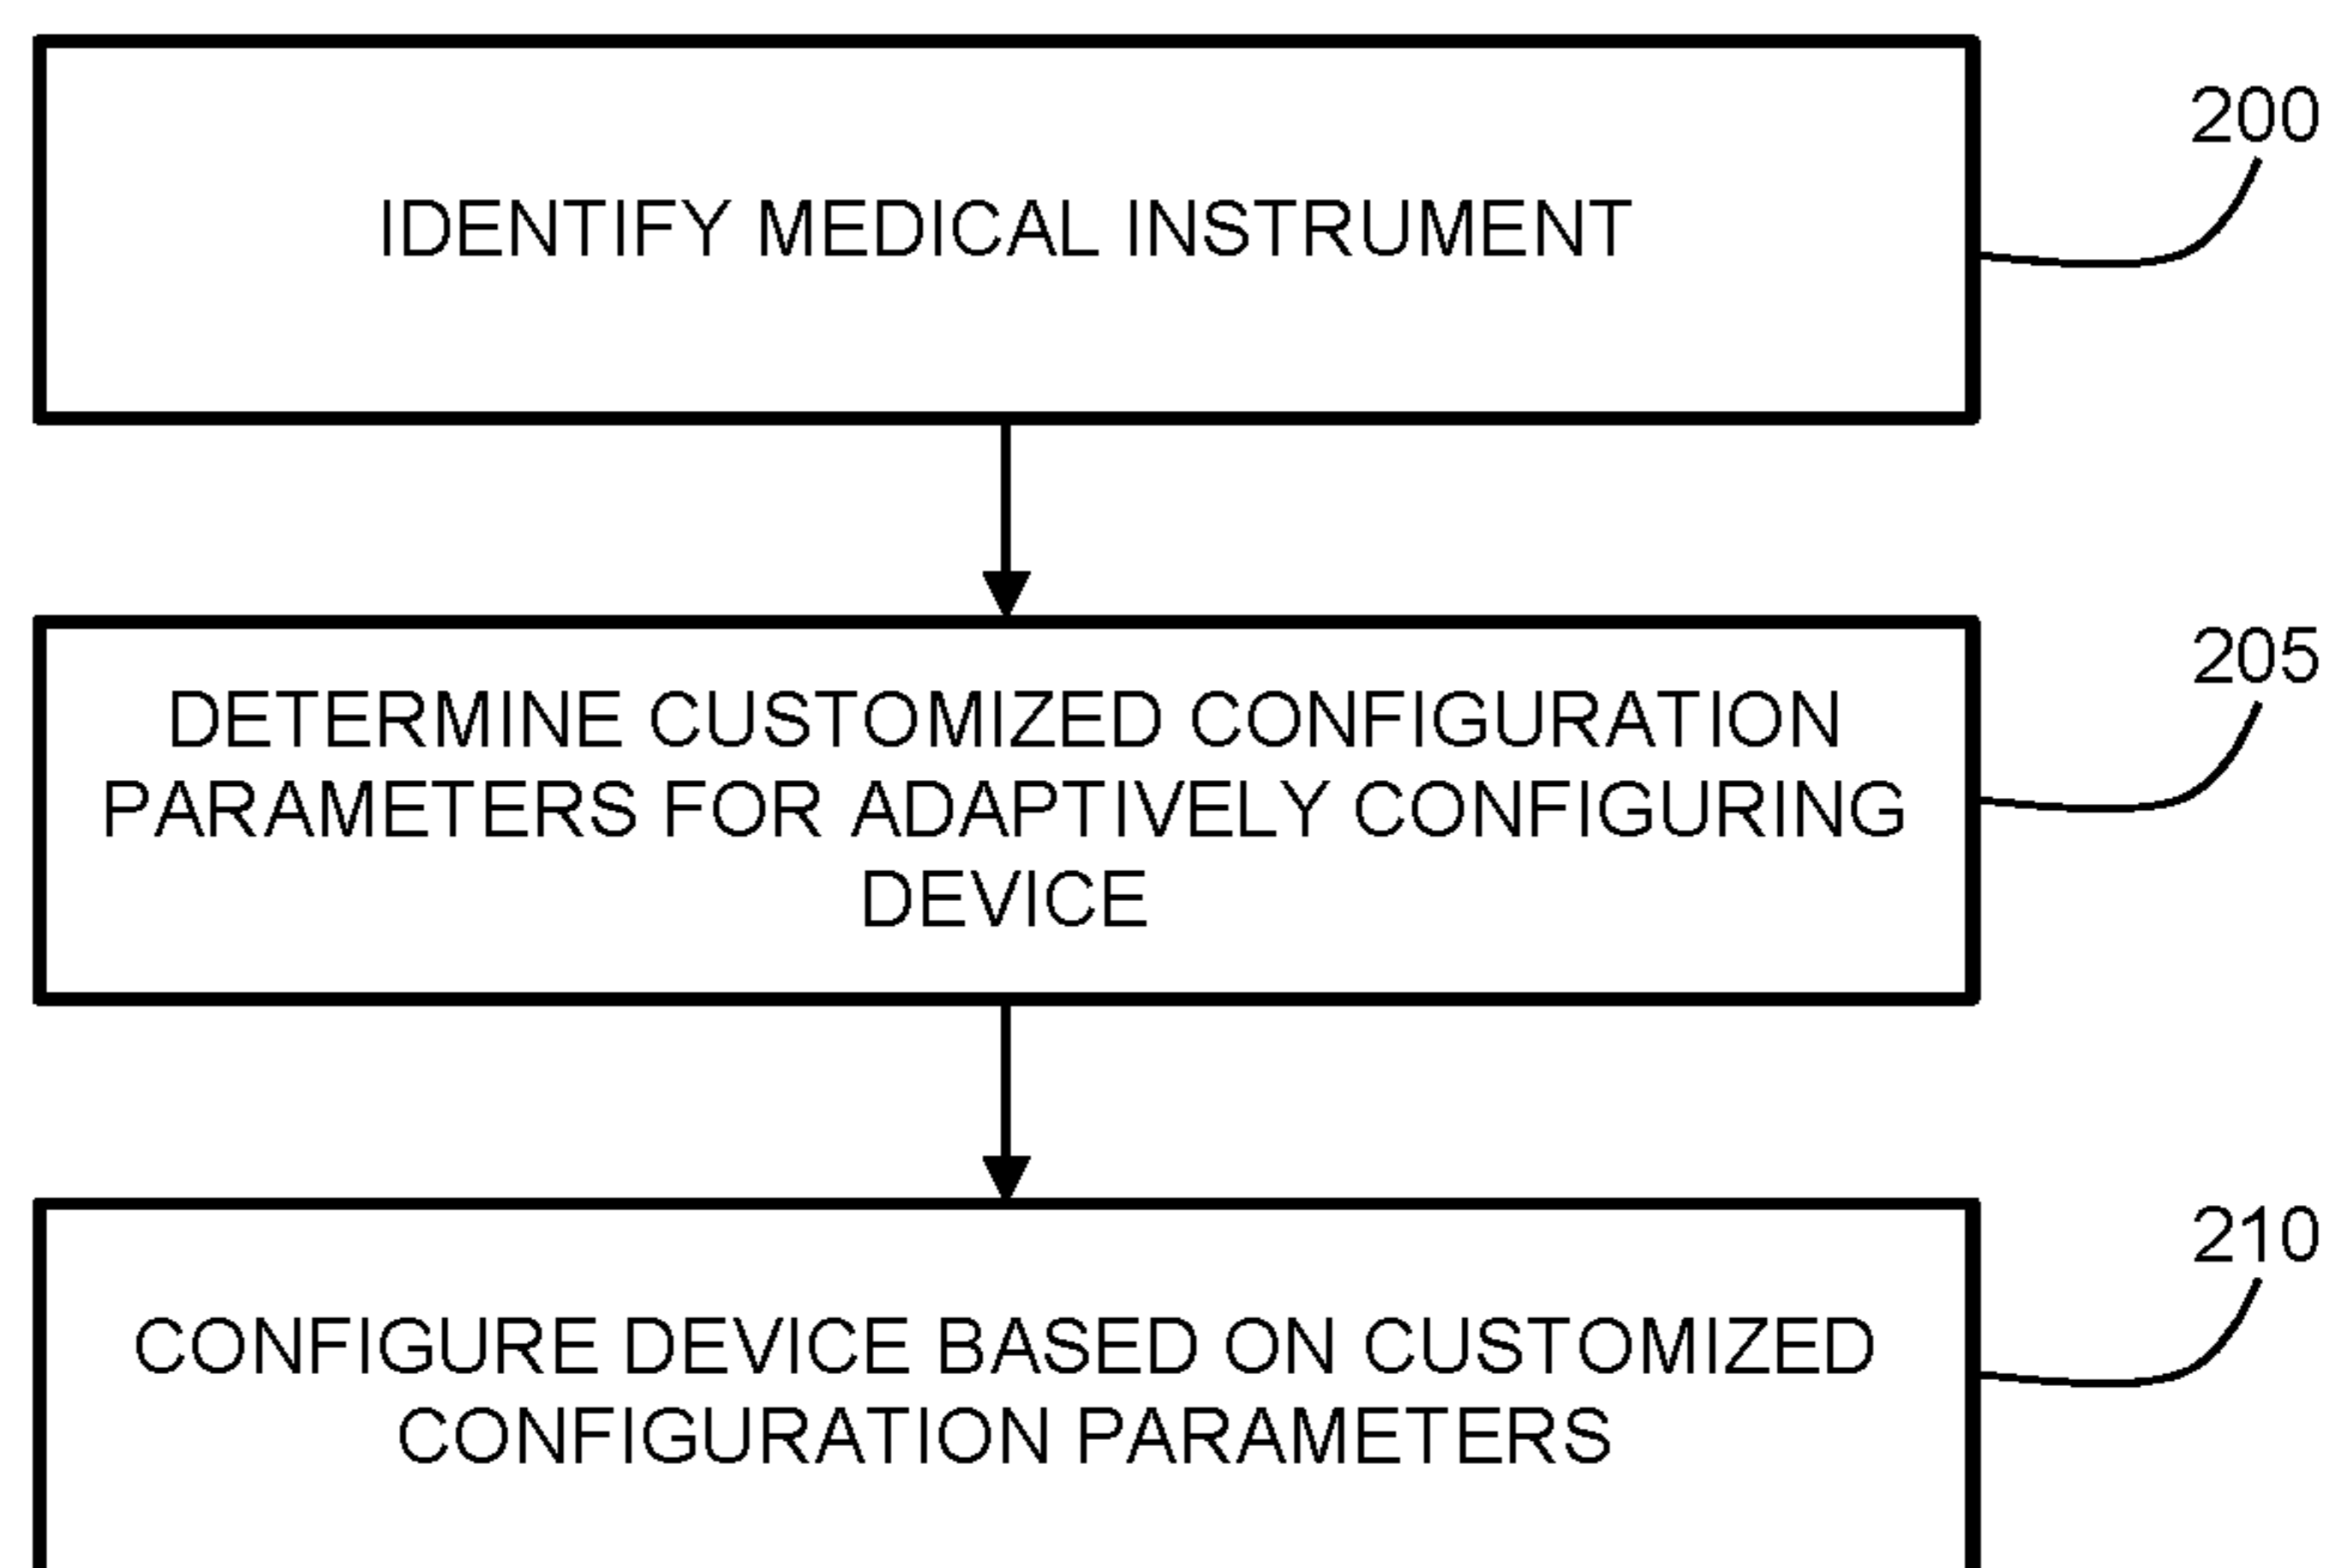 200
IDENTIFY MEDICAL INSTRUMENT
205
DETERMINE CUSTOMIZED CONFIGURATION
PARAMETERS FOR ADAPTIVELY CONFIGURING
DEVICE
210
CONFIGURE DEVICE BASED ON CUSTOMIZED
CONFIGURATION PARAMETERS